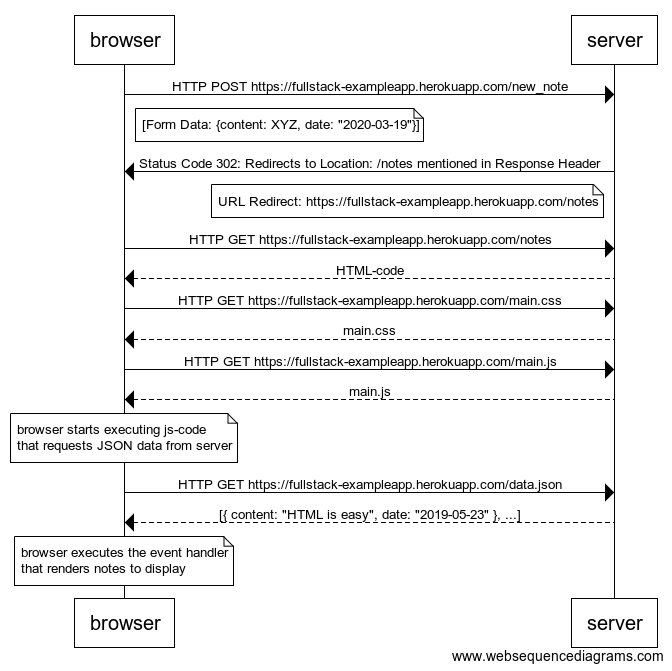 browser
server
HTTP POST https://fullstack-exampleapp.herokuapp.com/new_note
[Form Data: {content: XYZ, date: "2020-03-19"}]
Status Code 302: Redirects to Location: /notes mentioned in Response Header
URL Redirect: https://fullstack-exampleapp.herokuapp.com/notes
HTTP GET https://fullstack-exampleapp.herokuapp.com/notes
HTML-code
HTTP GET https://fullstack-exampleapp.herokuapp.com/main.css
main.css
HTTP GET https://fullstack-exampleapp.herokuapp.com/main.js
main.js
browser starts executing js-code
that requests JSON data from server
HTTP GET https://fullstack-exampleapp.herokuapp.com/data.json
[{ content: "HTML is easy", date: "2019-05-23" }, ...]
browser executes the event handler
that renders notes to display
browser
server
www.websequencediagrams.com